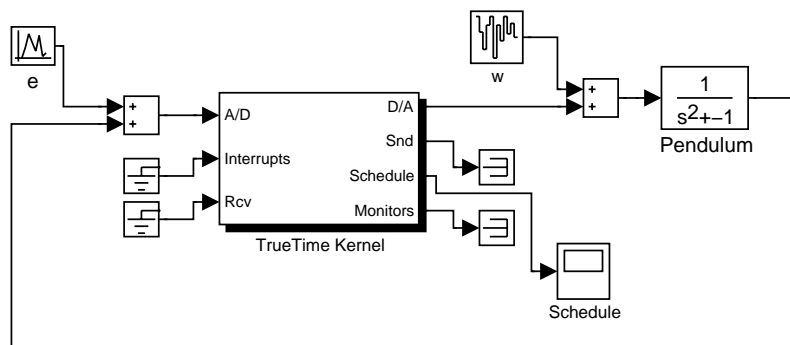 e
w
+
+
A/D
Interrupts
Rcv
D/A
Snd
Schedule
Monitors
TrueTime Kernel
+
+
1
s²+−1
Pendulum
Schedule